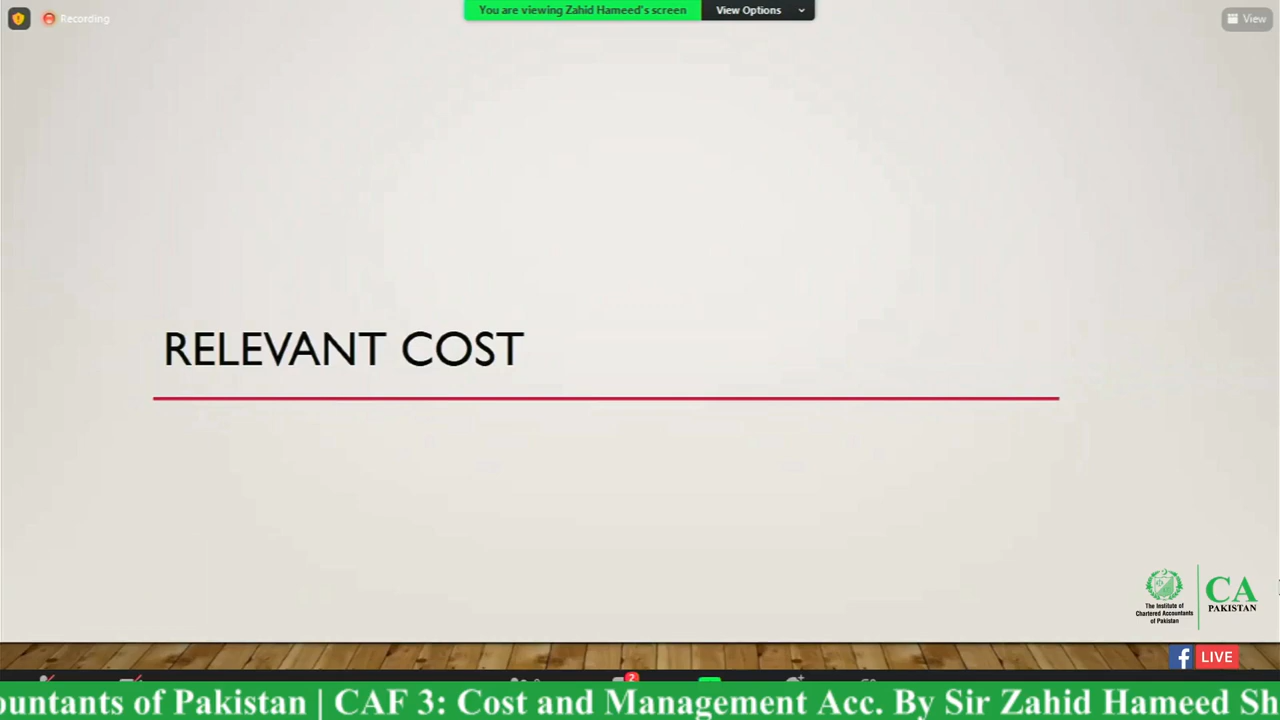 Recording
You are viewing Zahid Hameed's screen
View Options
View
RELEVANT COST
The Institute of
Chartered Accountants
of Pakistan
CA
PAKISTAN
LIVE
2
ountants of Pakistan | CAF 3: Cost and Management Acc. By Sir Zahid Hameed Sh